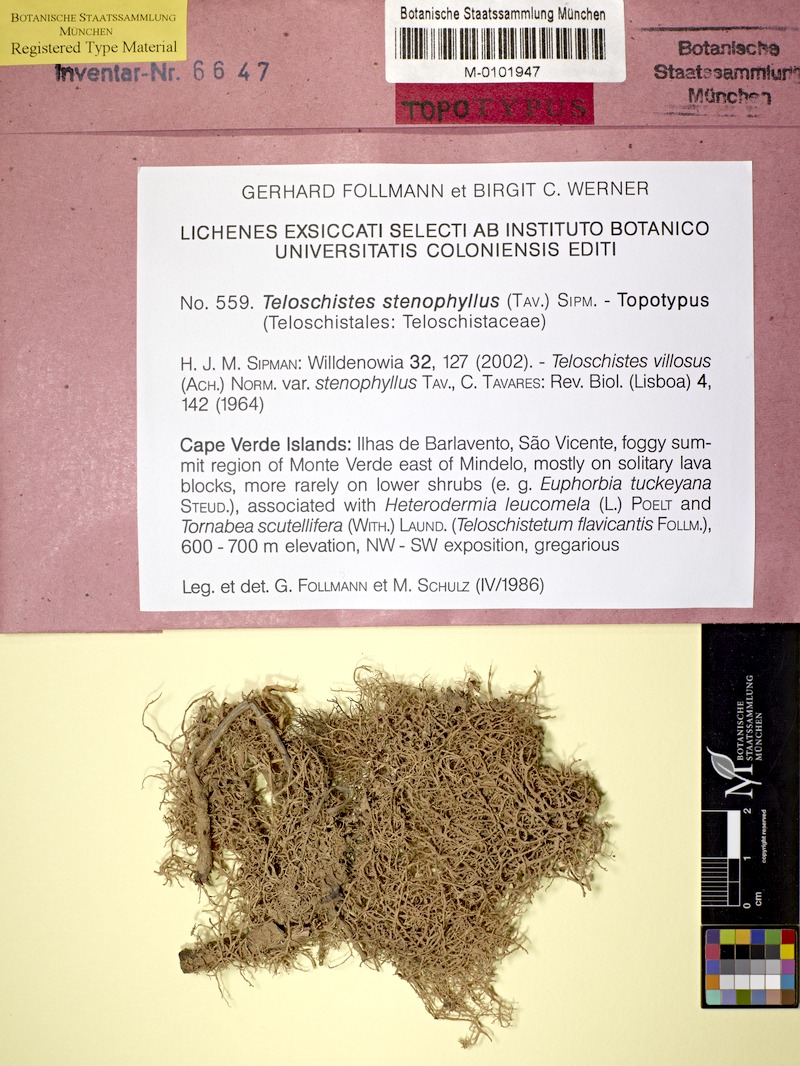 BOTANISCHE STAATSSAMMLUNG
MÜNCHEN
Registered Type Material
Inventar-Nr. 6647
Botanische Staatssammlung München
M-0101947
TOPOTYPUS
Botanische
Staatssammlung
München
GERHARD FOLLMANN et BIRGIT C. WERNER
LICHENES EXSICCATI SELECTI AB INSTITUTO BOTANICO
UNIVERSITATIS COLONIENSIS EDITI
No. 559. Teloschistes stenophyllus (TAV.) SIPM. - Topotypus
(Teloschistales: Teloschistaceae)
H. J. M. SIPMAN: Willdenowia 32, 127 (2002). - Teloschistes villosus
(ACH.) NORM. var. stenophyllus TAV., C. TAVARES: Rev. Biol. (Lisboa) 4,
142 (1964)
Cape Verde Islands: Ilhas de Barlavento, São Vicente, foggy sum-
mit region of Monte Verde east of Mindelo, mostly on solitary lava
blocks, more rarely on lower shrubs (e. g. Euphorbia tuckeyana
STEUD.), associated with Heterodermia leucomela (L.) POELT and
Tornabea scutellifera (WITH.) LAUND. (Teloschistetum flavicantis FOLLM.),
600 - 700 m elevation, NW - SW exposition, gregarious
Leg. et det. G. FOLLMANN et M. SCHULZ (IV/1986)
BOTANISCHE
STAATSSAMMLUNG
MÜNCHEN
M
0 1 2
cm
copyright reserved